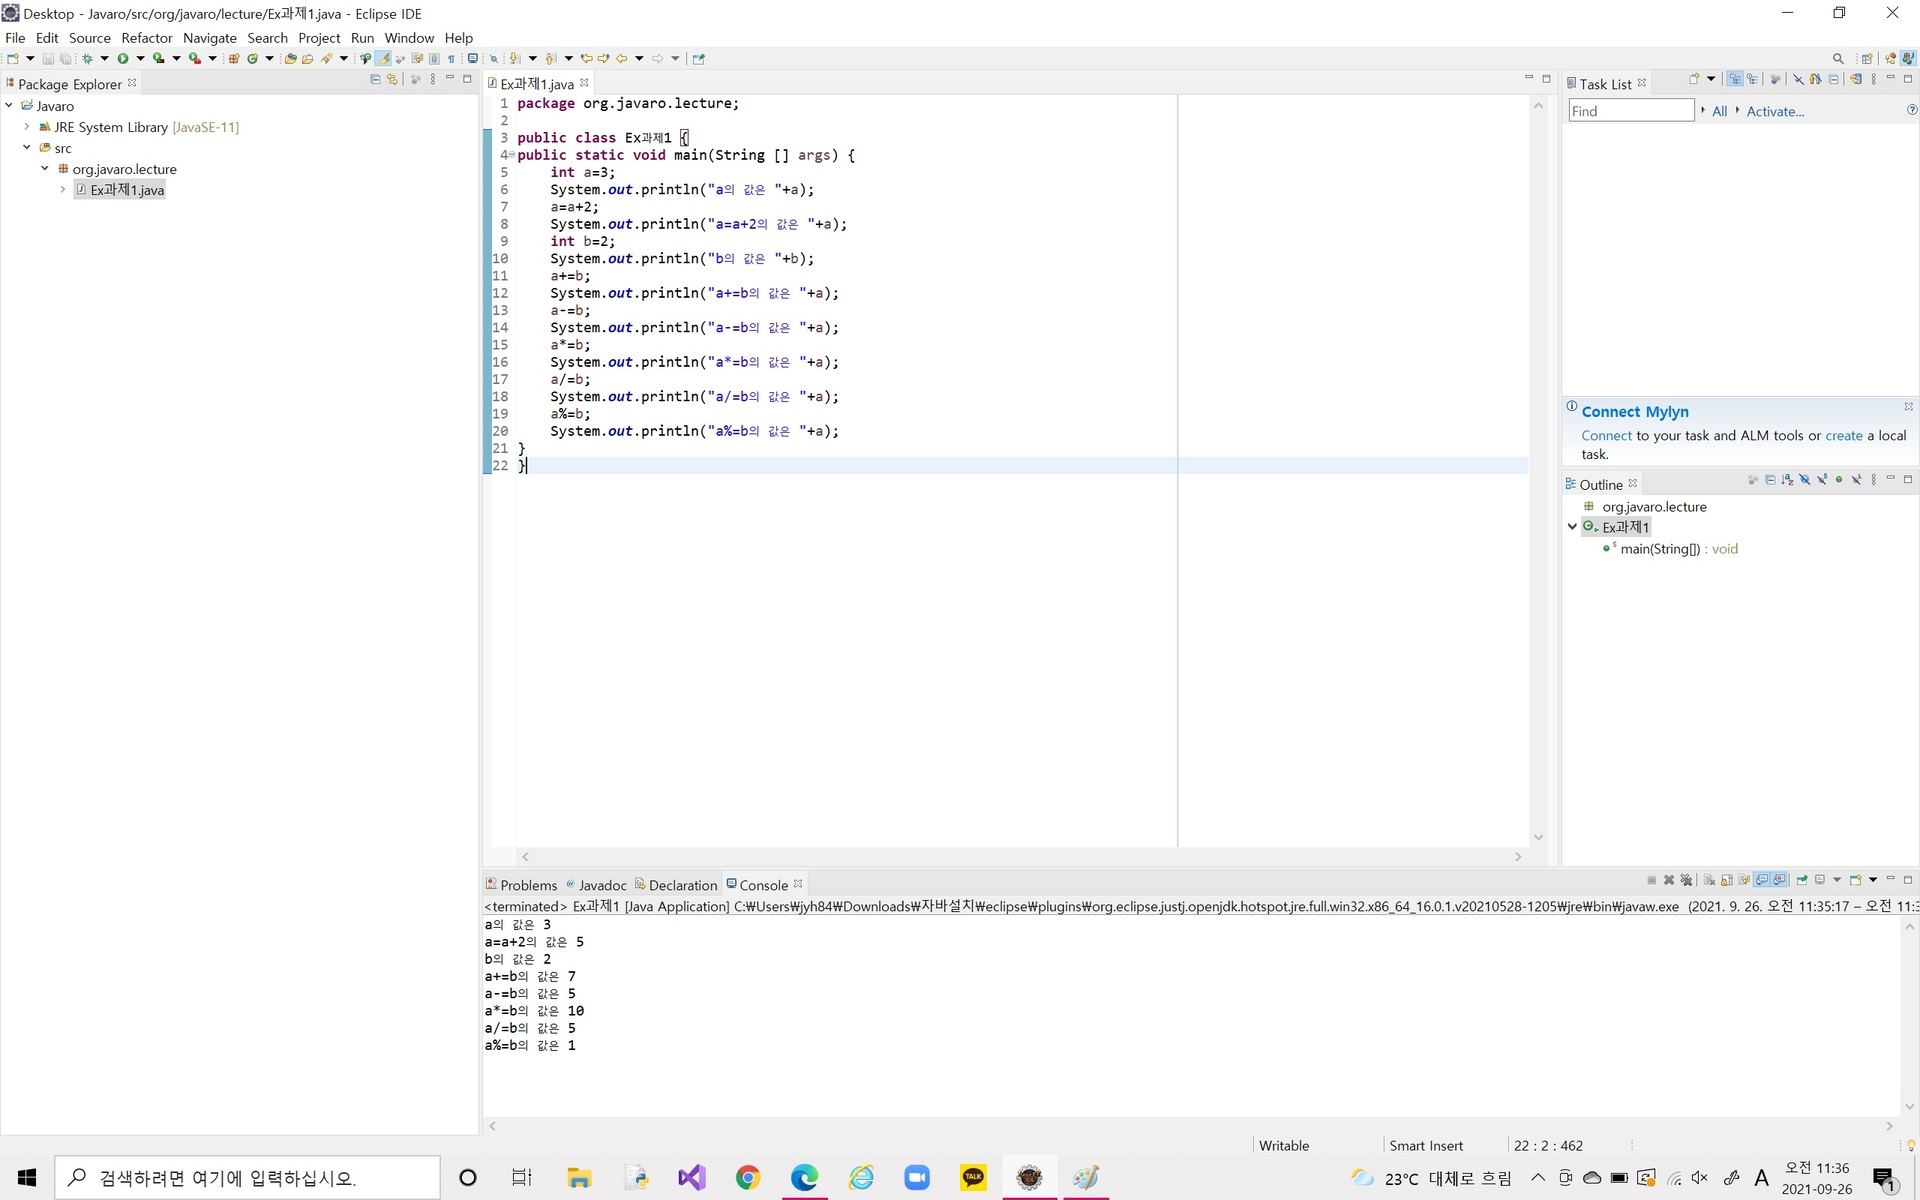 Desktop - Javaro/src/org/javaro/lecture/Ex과제1.java - Eclipse IDE
File Edit Source Refactor Navigate Search Project Run Window Help
Package Explorer
Javaro
JRE System Library [JavaSE-11]
src
org.javaro.lecture
Ex과제1.java
Ex과제1.java
1 package org.javaro.lecture;
2
3 public class Ex과제1 {
4 public static void main(String [] args) {
5 int a=3;
6 System.out.println("a의 값은 "+a);
7 a=a+2;
8 System.out.println("a=a+2의 값은 "+a);
9 int b=2;
10 System.out.println("b의 값은 "+b);
11 a+=b;
12 System.out.println("a+=b의 값은 "+a);
13 a-=b;
14 System.out.println("a-=b의 값은 "+a);
15 a*=b;
16 System.out.println("a*=b의 값은 "+a);
17 a/=b;
18 System.out.println("a/=b의 값은 "+a);
19 a%=b;
20 System.out.println("a%=b의 값은 "+a);
21 }
22 }
Task List
Find All Activate...
Connect Mylyn
Connect to your task and ALM tools or create a local
task.
Outline
org.javaro.lecture
Ex과제1
main(String[]) : void
Problems Javadoc Declaration Console
<terminated> Ex과제1 [Java Application] C:₩Users₩jyh84₩Downloads₩자바설치₩eclipse₩plugins₩org.eclipse.justj.openjdk.hotspot.jre.full.win32.x86_64_16.0.1.v20210528-1205₩jre₩bin₩javaw.exe (2021. 9. 26. 오전 11:35:17 – 오전 11:3
a의 값은 3
a=a+2의 값은 5
b의 값은 2
a+=b의 값은 7
a-=b의 값은 5
a*=b의 값은 10
a/=b의 값은 5
a%=b의 값은 1
Writable Smart Insert 22 : 2 : 462
검색하려면 여기에 입력하십시오.
TALK
23°C 대체로 흐림
A
오전 11:36
2021-09-26
1